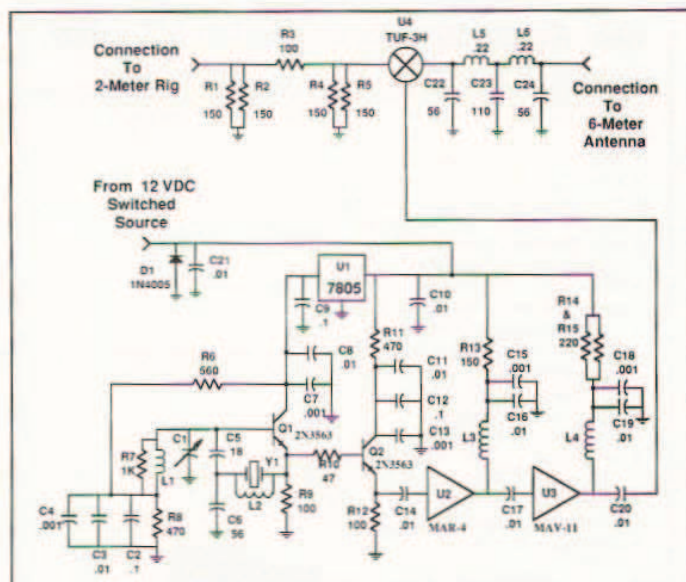 U4
TUF-3H
Connection
To
2-Meter Rig
R3
100
L5
.22
L6
.22
R1
150
R2
150
R4
150
R5
150
C22
56
C23
110
C24
56
Connection
To
6-Meter
Antenna
From 12 VDC
Switched
Source
D1
1N4005
C21
.01
U1
7805
C9
.1
C10
.01
R14
&
R15
220
R6
560
C8
.01
C7
.001
R11
470
C11
.01
C12
.1
C13
.001
R13
150
C15
.001
C16
.01
C18
.001
C19
.01
R7
1K
L1
C1
C5
18
Y1
L2
Q1
2N3563
R10
47
Q2
2N3563
L3
L4
C4
.001
C3
.01
C2
.1
R8
470
C6
56
R9
100
R12
100
C14
.01
U2
MAR-4
C17
.01
U3
MAV-11
C20
.01